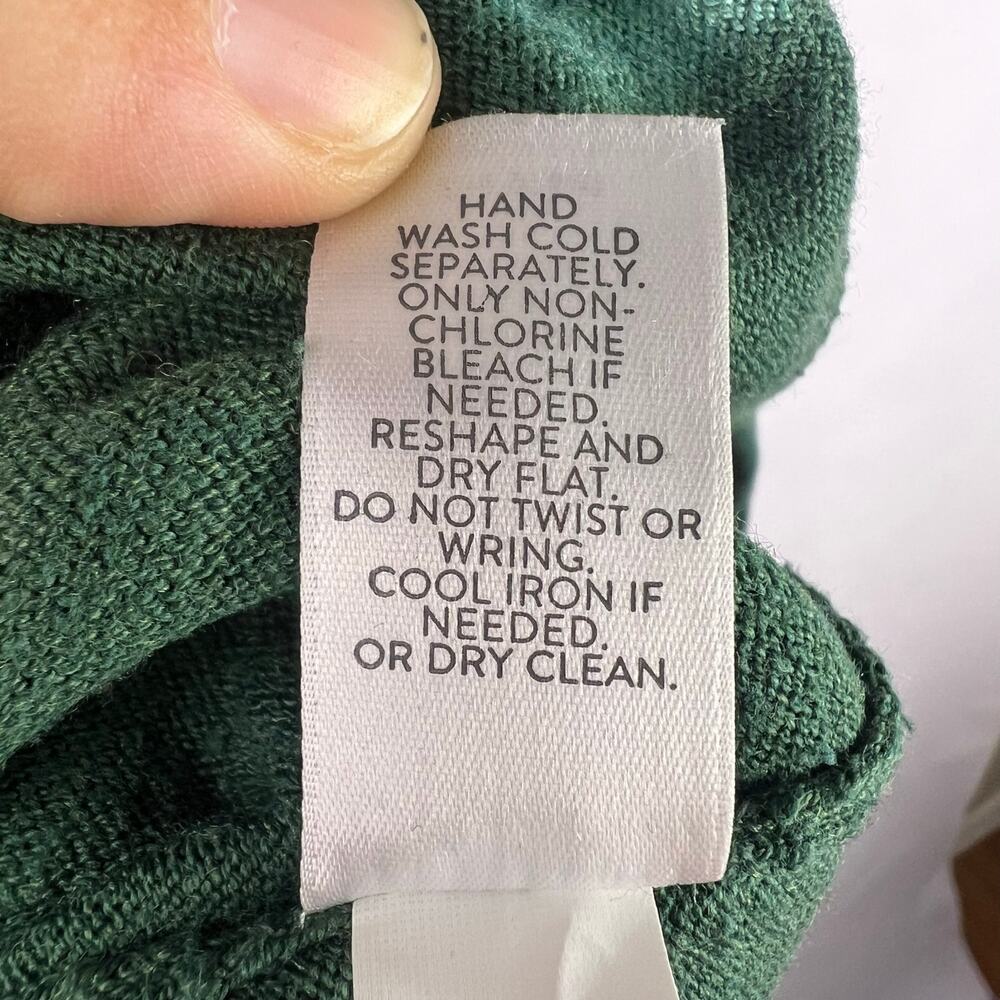 HAND
WASH COLD
SEPARATELY.
ONLY NON-
CHLORINE
BLEACH IF
NEEDED.
RESHAPE AND
DRY FLAT.
DO NOT TWIST OR
WRING.
COOL IRON IF
NEEDED.
OR DRY CLEAN.